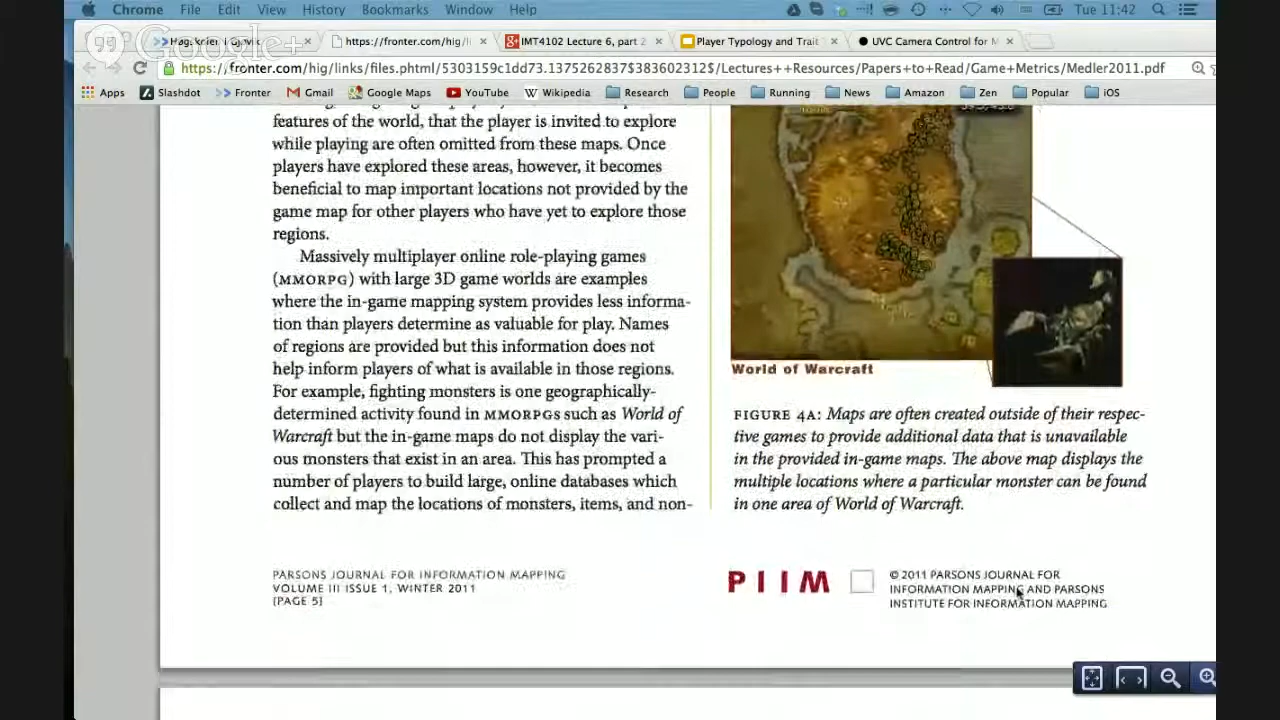 Chrome File Edit View History Bookmarks Window Help Tue 11:42
Google+
https://fronter.com/hig/li IMT4102 Lecture 6, part 2 Player Typology and Trait UVC Camera Control for M
https://fronter.com/hig/links/files.phtml/5303159c1dd73.1375262837$383602312$/Lectures++Resources/Papers+to+Read/Game+Metrics/Medler2011.pdf
Apps Slashdot Fronter Gmail Google Maps YouTube Wikipedia Research People Running News Amazon Zen Popular iOS
features of the world, that the player is invited to explore
while playing are often omitted from these maps. Once
players have explored these areas, however, it becomes
beneficial to map important locations not provided by the
game map for other players who have yet to explore those
regions.
Massively multiplayer online role-playing games
(MMORPG) with large 3D game worlds are examples
where the in-game mapping system provides less informa-
tion than players determine as valuable for play. Names
of regions are provided but this information does not
help inform players of what is available in those regions.
For example, fighting monsters is one geographically-
determined activity found in MMORPGS such as World of
Warcraft but the in-game maps do not display the vari-
ous monsters that exist in an area. This has prompted a
number of players to build large, online databases which
collect and map the locations of monsters, items, and non-
World of Warcraft
FIGURE 4A: Maps are often created outside of their respec-
tive games to provide additional data that is unavailable
in the provided in-game maps. The above map displays the
multiple locations where a particular monster can be found
in one area of World of Warcraft.
PARSONS JOURNAL FOR INFORMATION MAPPING
VOLUME III ISSUE 1, WINTER 2011
[PAGE 5]
PIIM
© 2011 PARSONS JOURNAL FOR
INFORMATION MAPPING AND PARSONS
INSTITUTE FOR INFORMATION MAPPING